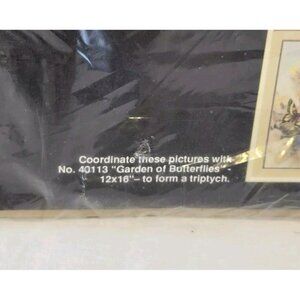 Coordinate these pictures with
No. 40113 "Garden of Butterflies" -
12x16"– to form a triptych.